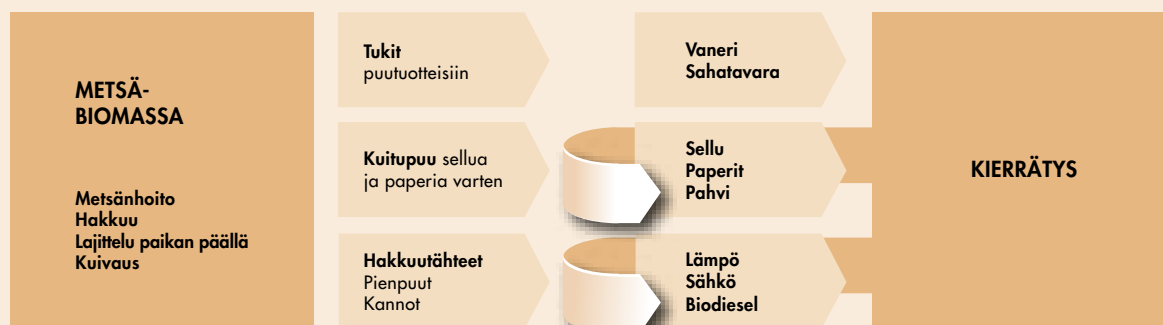 METSÄ-
BIOMASSA
Metsänhoito
Hakkuu
Lajittelu paikan päällä
Kuivaus
Tukit
puutuotteisiin
Kuitupuu sellua
ja paperia varten
Hakkuutähteet
Pienpuut
Kannot
Vaneri
Sahatavara
Sellu
Paperit
Pahvi
Lämpö
Sähkö
Biodiesel
KIERRÄTYS